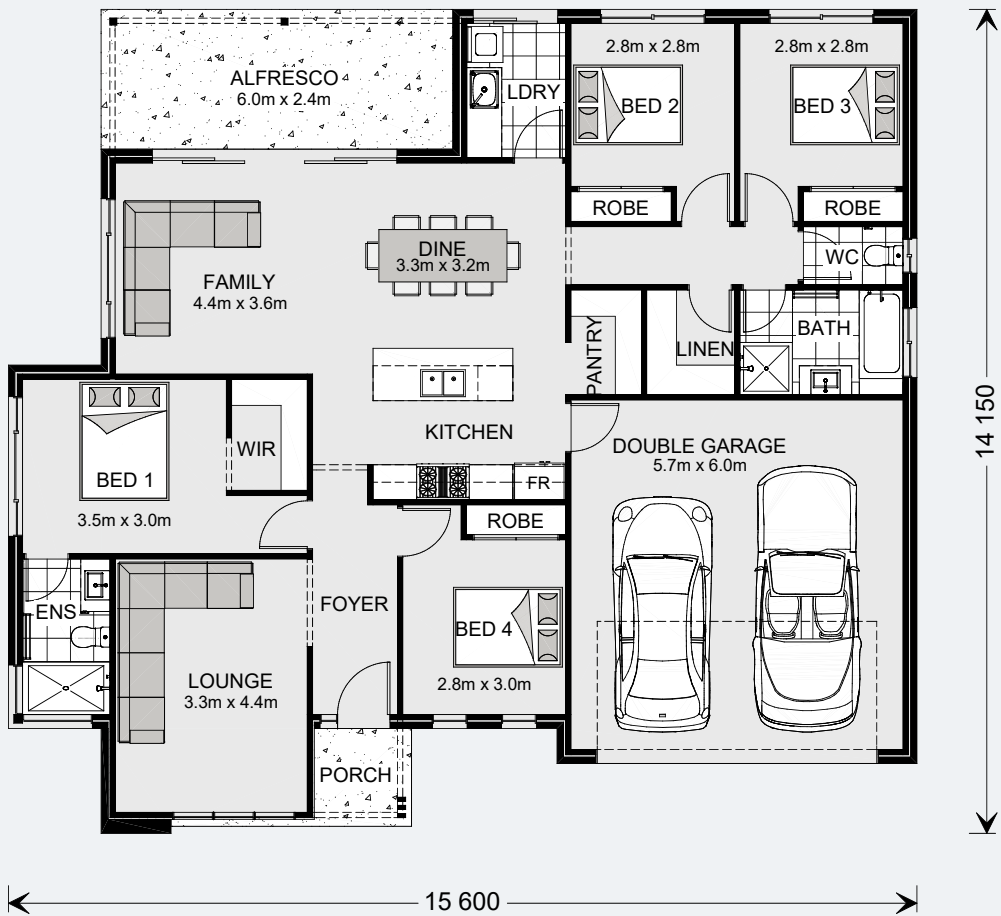 ALFRESCO
6.0m x 2.4m
LDRY
2.8m x 2.8m
BED 2
2.8m x 2.8m
BED 3
ROBE
ROBE
WC
DINE
3.3m x 3.2m
FAMILY
4.4m x 3.6m
PANTRY
LINEN
BATH
KITCHEN
FR
DOUBLE GARAGE
5.7m x 6.0m
BED 1
3.5m x 3.0m
WIR
ROBE
ENS
FOYER
BED 4
2.8m x 3.0m
LOUNGE
3.3m x 4.4m
PORCH
14 150
15 600